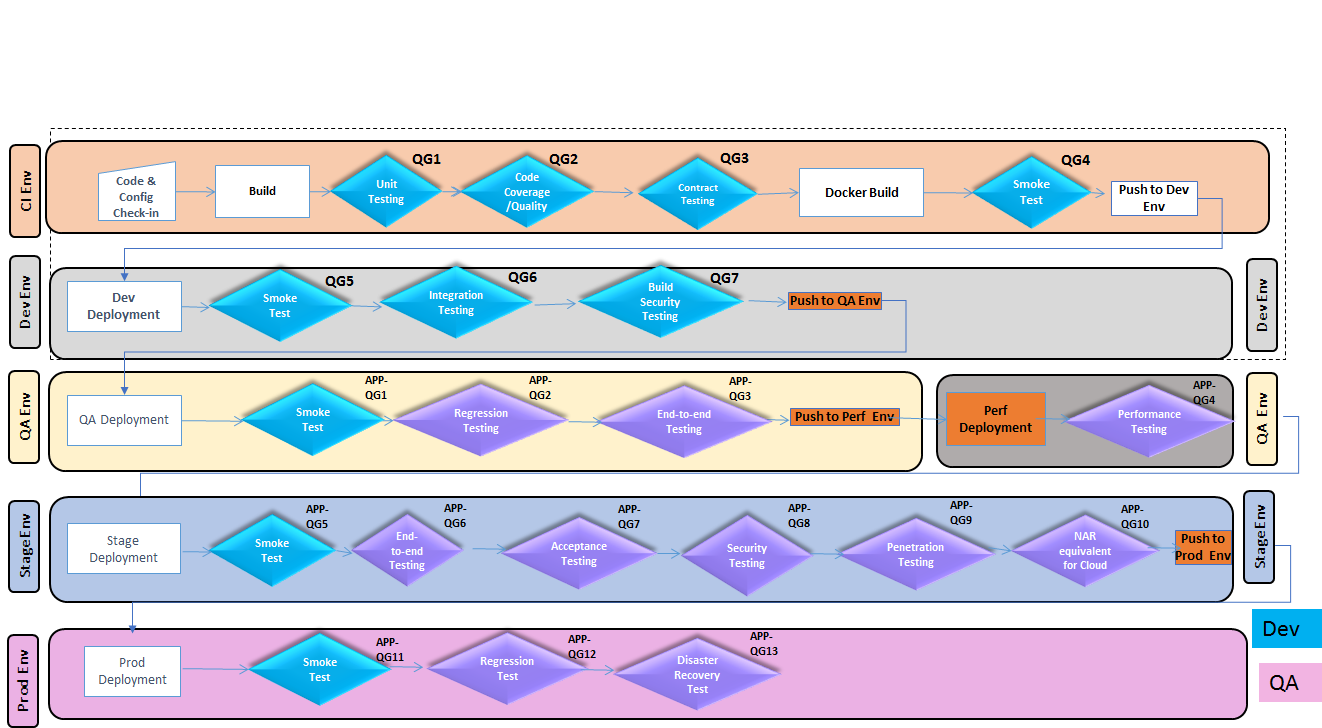 CI Env
Code &
Config
Check-in
Build
Unit
Testing
QG1
Code
Coverage
/Quality
QG2
Contract
Testing
QG3
Docker Build
Smoke
Test
QG4
Push to Dev
Env
Dev Env
Dev
Deployment
Smoke
Test
QG5
Integration
Testing
QG6
Build
Security
Testing
QG7
Push to QA Env
Dev Env
QA Env
QA Deployment
Smoke
Test
APP-
QG1
Regression
Testing
APP-
QG2
End-to-end
Testing
APP-
QG3
Push to Perf Env
Perf
Deployment
Performance
Testing
APP-
QG4
QA Env
Stage Env
Stage
Deployment
Smoke
Test
APP-
QG5
End-
to-end
Testing
APP-
QG6
Acceptance
Testing
APP-
QG7
Security
Testing
APP-
QG8
Penetration
Testing
APP-
QG9
NAR
equivalent
for Cloud
APP-
QG10
Push to
Prod Env
Stage Env
Prod Env
Prod
Deployment
Smoke
Test
APP-
QG11
Regression
Test
APP-
QG12
Disaster
Recovery
Test
APP-
QG13
Dev
QA